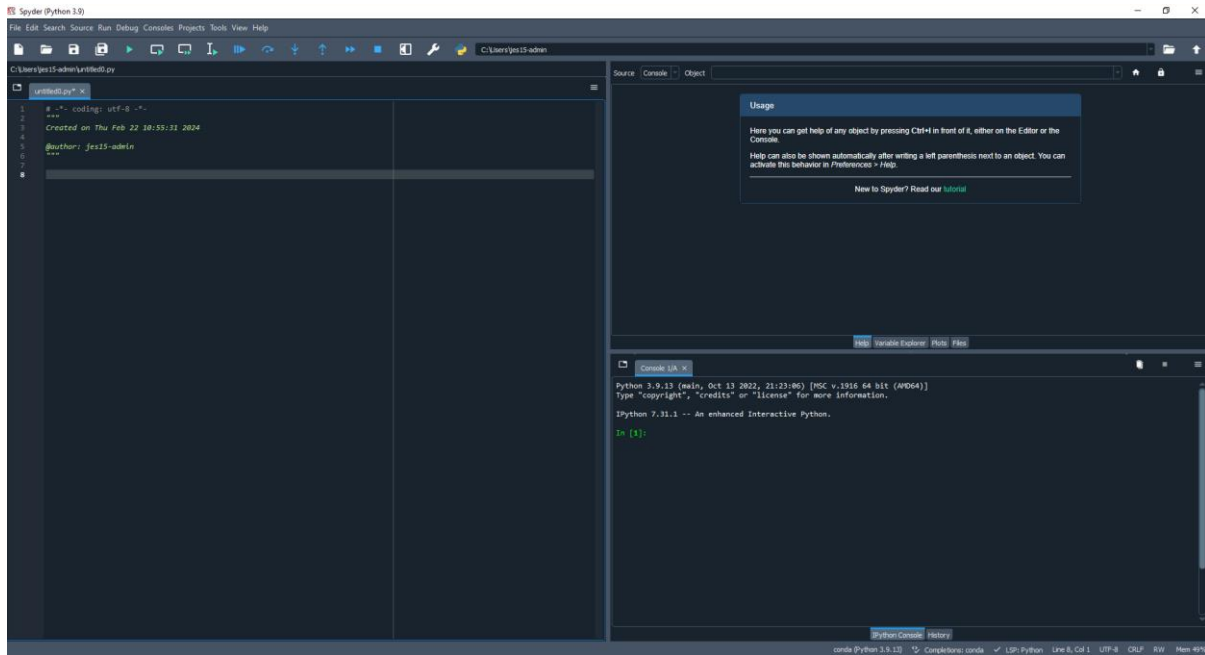 Spyder (Python 3.9)
File Edit Search Source Run Debug Consoles Projects Tools View Help
C:\Users\jes15-admin
C:\Users\jes15-admin\untitled0.py
untitled0.py* ×
1 # -*- coding: utf-8 -*-
2 """
3 Created on Thu Feb 22 10:55:31 2024
4
5 @author: jes15-admin
6 """
7
8
Source Console Object
Usage
Here you can get help of any object by pressing Ctrl+I in front of it, either on the Editor or the
Console.
Help can also be shown automatically after writing a left parenthesis next to an object. You can
activate this behavior in Preferences > Help.
New to Spyder? Read our tutorial
Help Variable Explorer Plots Files
Console 1/A ×
Python 3.9.13 (main, Oct 13 2022, 21:23:06) [MSC v.1916 64 bit (AMD64)]
Type "copyright", "credits" or "license" for more information.
IPython 7.31.1 -- An enhanced Interactive Python.
In [1]:
IPython Console History
conda (Python 3.9.13) Completions: conda ✓ LSP: Python Line 8, Col 1 UTF-8 CRLF RW Mem 49%